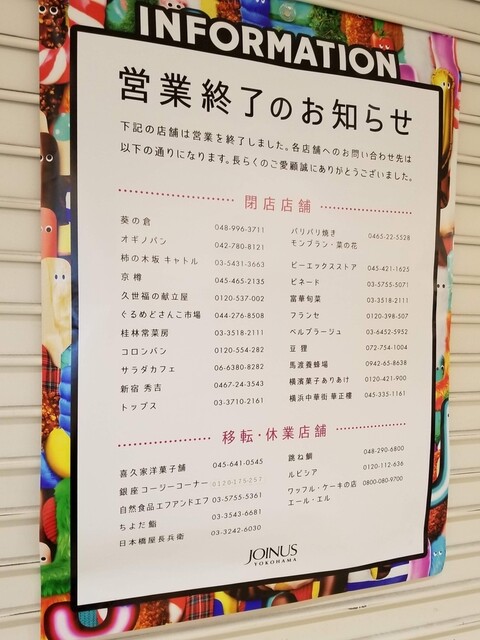 INFORMATION
営業終了のお知らせ
下記の店舗は営業を終了しました。各店舗へのお問い合わせ先は
以下の通りになります。長らくのご愛顧誠にありがとうございました。
閉店店舗
葵の倉 048-996-3711
オギノパン 042-780-8121
柿の木坂 キャトル 03-5431-3663
京樽 045-465-2135
久世福の献立屋 0120-537-002
ぐるめどさんこ市場 044-276-8508
桂林常菜房 03-3518-2111
コロンバン 0120-554-282
サラダカフェ 06-6380-8282
新宿 秀吉 0467-24-3543
トップス 03-3710-2161
パリパリ焼き
モンブラン・菜の花 0465-22-5528
ビーエックスストア 045-421-1625
ピネード 03-5755-5071
富華旬菜 03-3518-2111
フランセ 0120-398-507
ベルプラージュ 03-6452-5952
豆狸 072-754-1004
馬渡養蜂場 0942-65-8638
横濱菓子ありあけ 0120-421-900
横浜中華街 華正樓 045-335-1161
移転・休業店舗
喜久家洋菓子舗 045-641-0545
銀座コージーコーナー 0120-175-257
自然食品エフアンドエフ 03-5755-5361
ちよだ鮨 03-3543-6681
日本橋屋長兵衛 03-3242-6030
跳ね鯛 048-290-6800
ルピシア 0120-112-636
ワッフル・ケーキの店
エール・エル 0800-080-9700
JOINUS
YOKOHAMA